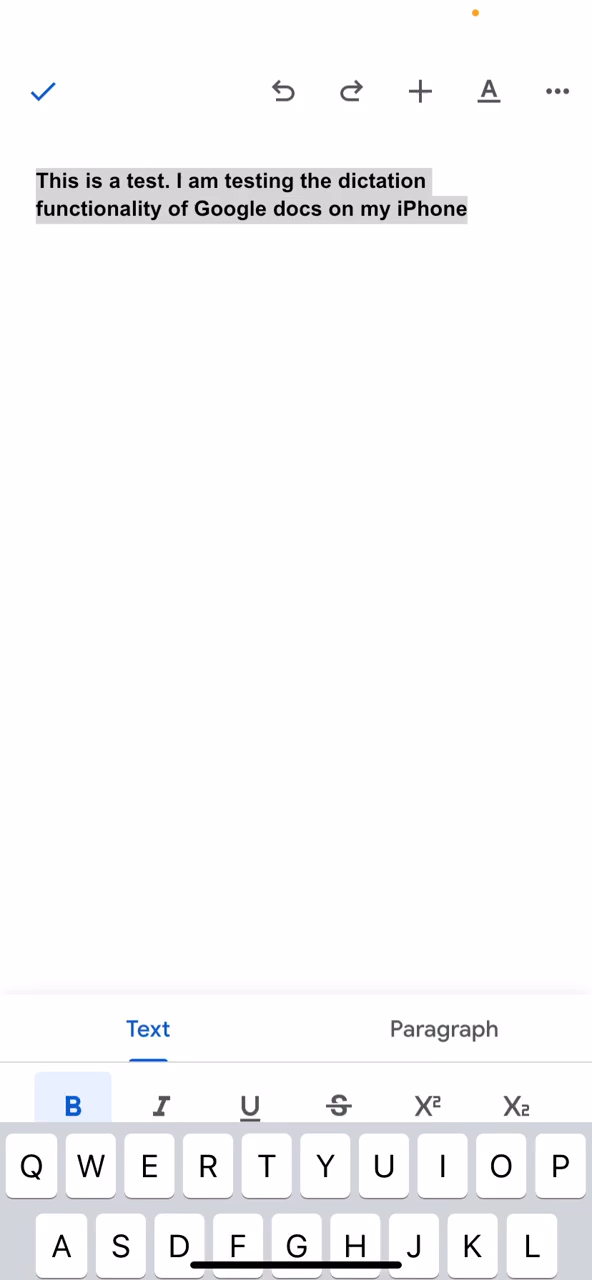 A
This is a test. I am testing the dictation
functionality of Google docs on my iPhone
Text Paragraph
B I U S X² X₂
Q W E R T Y U I O P
A S D F G H J K L